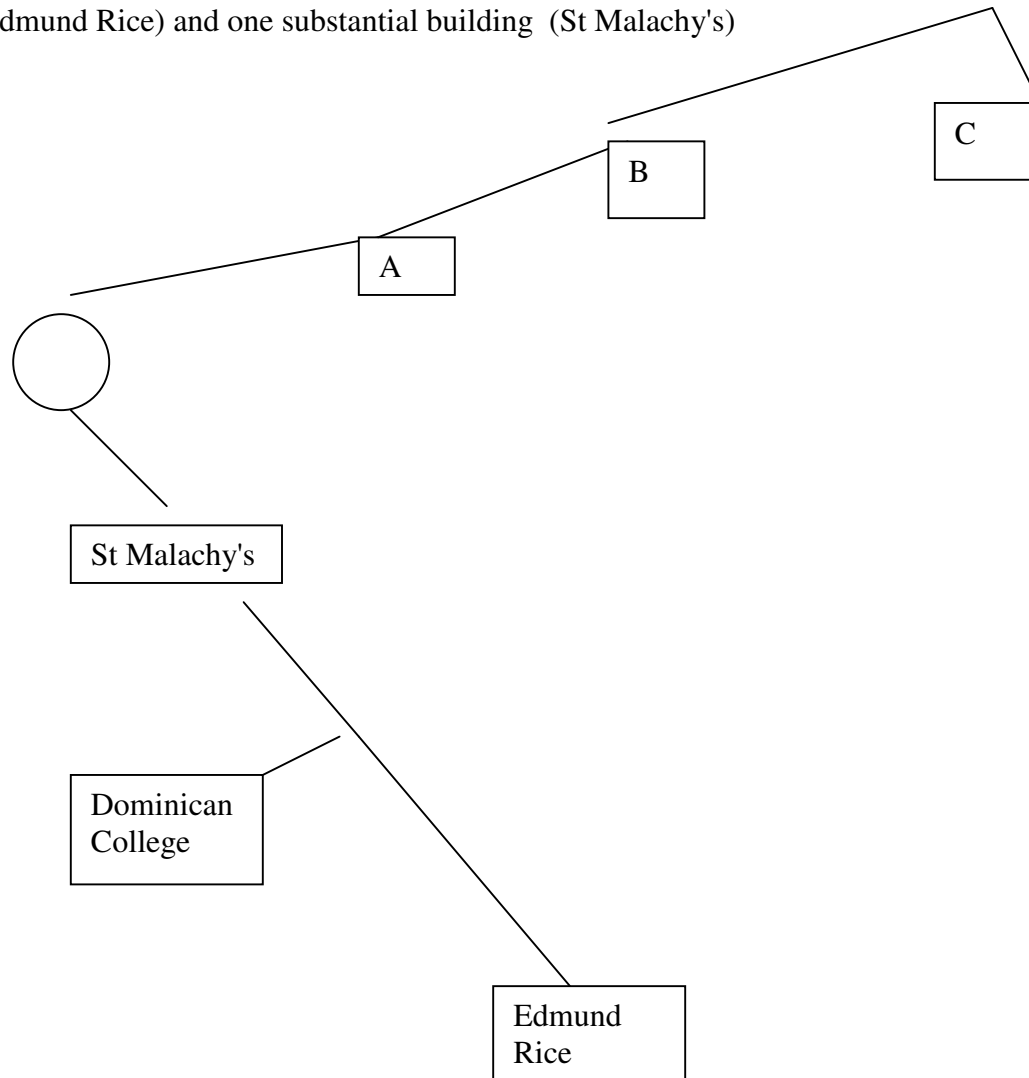 dmund Rice) and one substantial building (St Malachy's)
C
B
A
St Malachy's
Dominican
College
Edmund
Rice